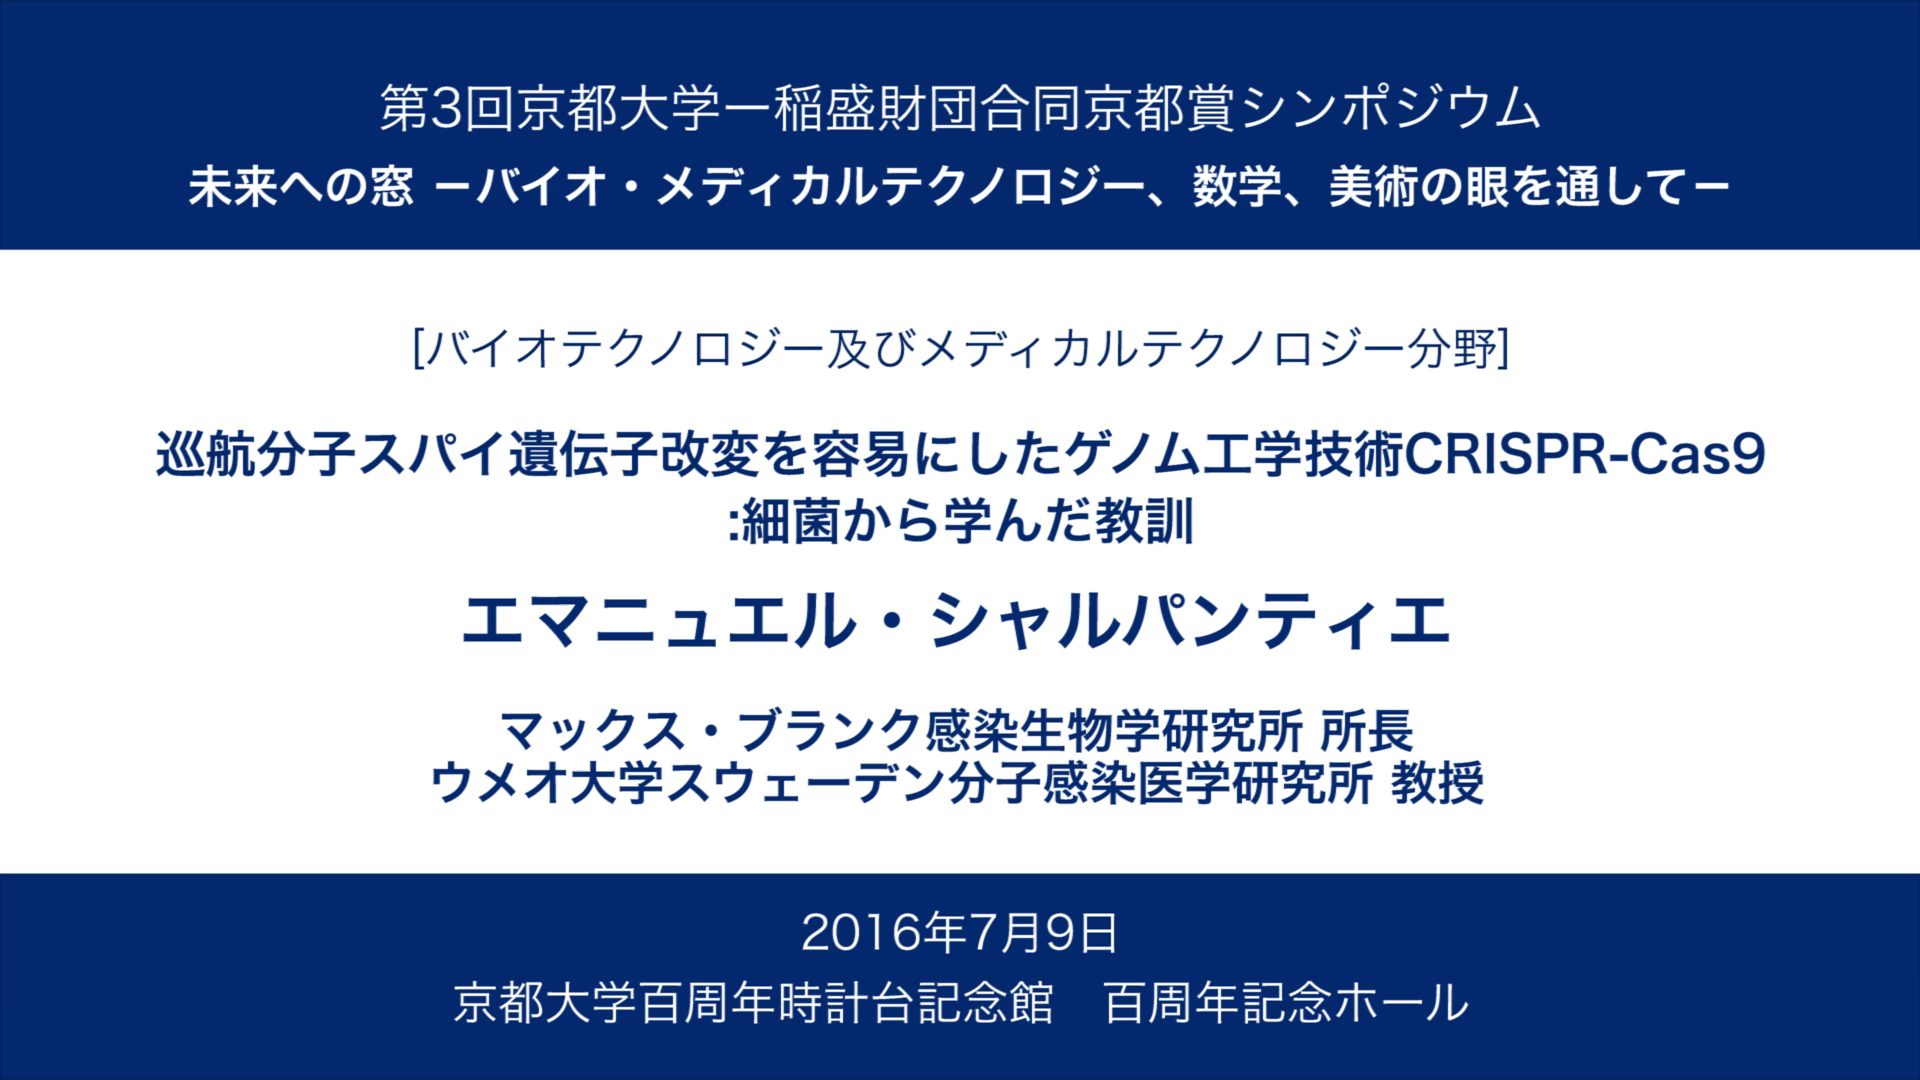 第3回京都大学ー稲盛財団合同京都賞シンポジウム
未来への窓 －バイオ・メディカルテクノロジー、数学、美術の眼を通して－
[バイオテクノロジー及びメディカルテクノロジー分野]
巡航分子スパイ遺伝子改変を容易にしたゲノム工学技術CRISPR-Cas9
:細菌から学んだ教訓
エマニュエル・シャルパンティエ
マックス・ブランク感染生物学研究所 所長
ウメオ大学スウェーデン分子感染医学研究所 教授
2016年7月9日
京都大学百周年時計台記念館　百周年記念ホール